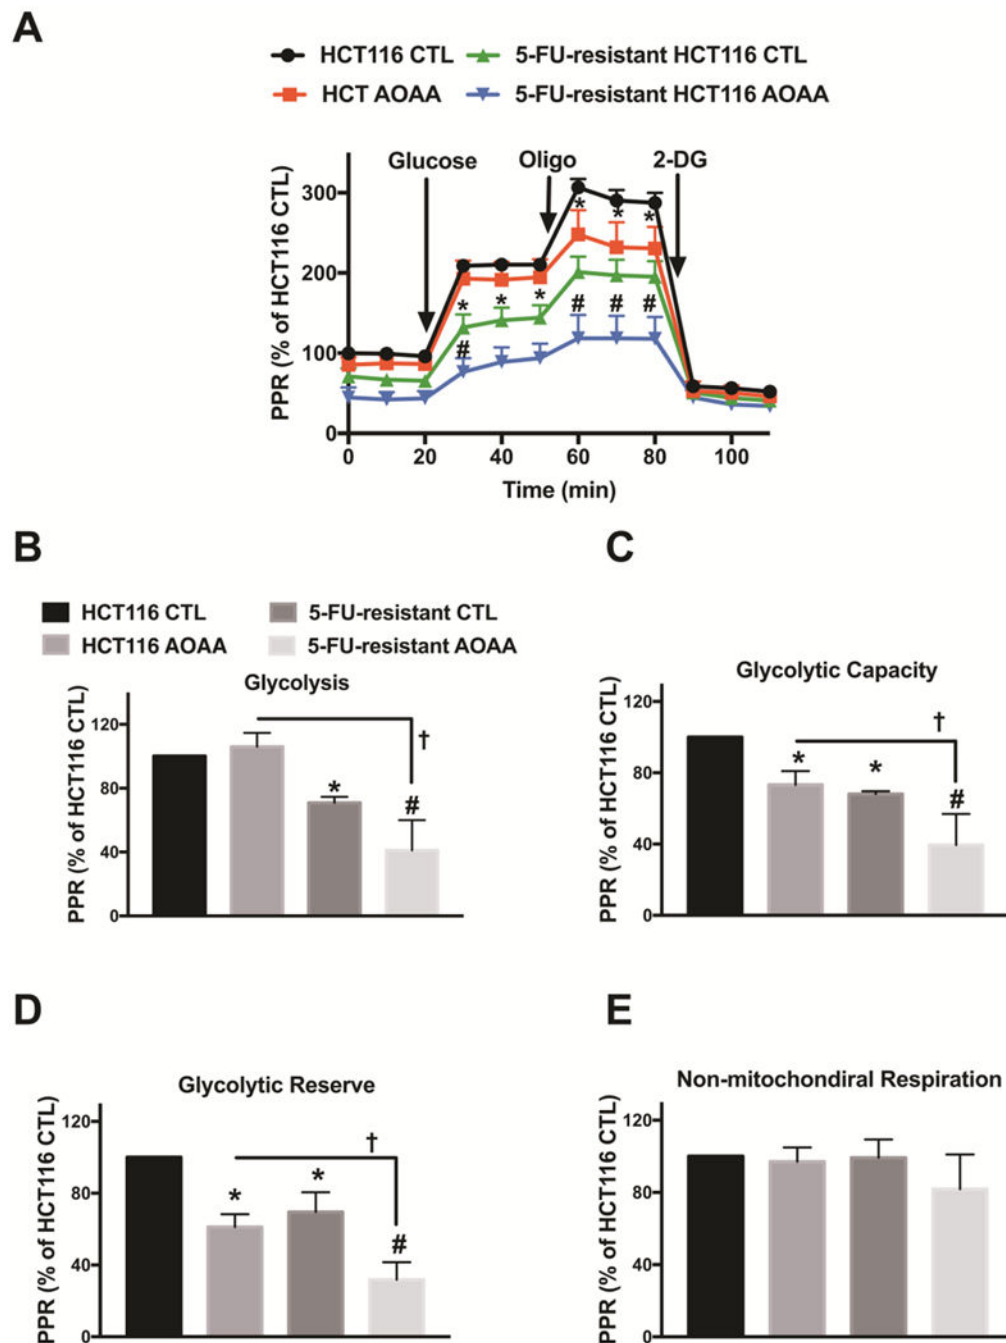 A
HCT116 CTL 5-FU-resistant HCT116 CTL
HCT AOAA 5-FU-resistant HCT116 AOAA
Glucose Oligo 2-DG
PPR (% of HCT116 CTL)
300
200
100
0
* * *
* * *
# # #
#
0 20 40 60 80 100
Time (min)
B
HCT116 CTL 5-FU-resistant CTL
HCT116 AOAA 5-FU-resistant AOAA
Glycolysis
PPR (% of HCT116 CTL)
120
80
40
0
†
*
#
C
Glycolytic Capacity
PPR (% of HCT116 CTL)
120
80
40
0
†
* *
#
D
Glycolytic Reserve
PPR (% of HCT116 CTL)
120
80
40
0
†
* *
#
E
Non-mitochondiral Respiration
PPR (% of HCT116 CTL)
120
80
40
0